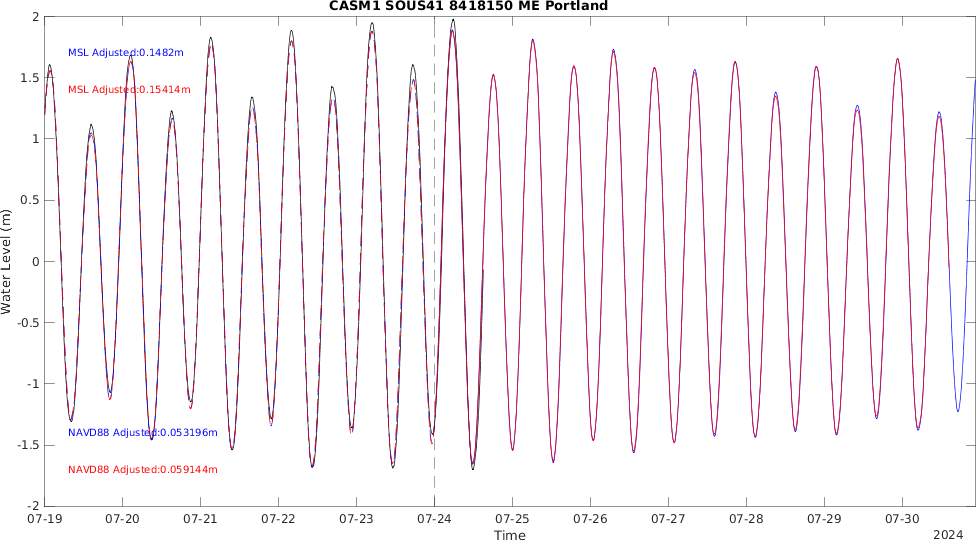 CASM1 SOUS41 8418150 ME Portland
2
MSL Adjusted:0.1482m
1.5
MSL Adjusted:0.15414m
1
0.5
Water Level (m)
0
-0.5
-1
NAVD88 Adjusted:0.053196m
-1.5
NAVD88 Adjusted:0.059144m
-2
07-19 07-20 07-21 07-22 07-23 07-24 07-25 07-26 07-27 07-28 07-29 07-30
Time
2024